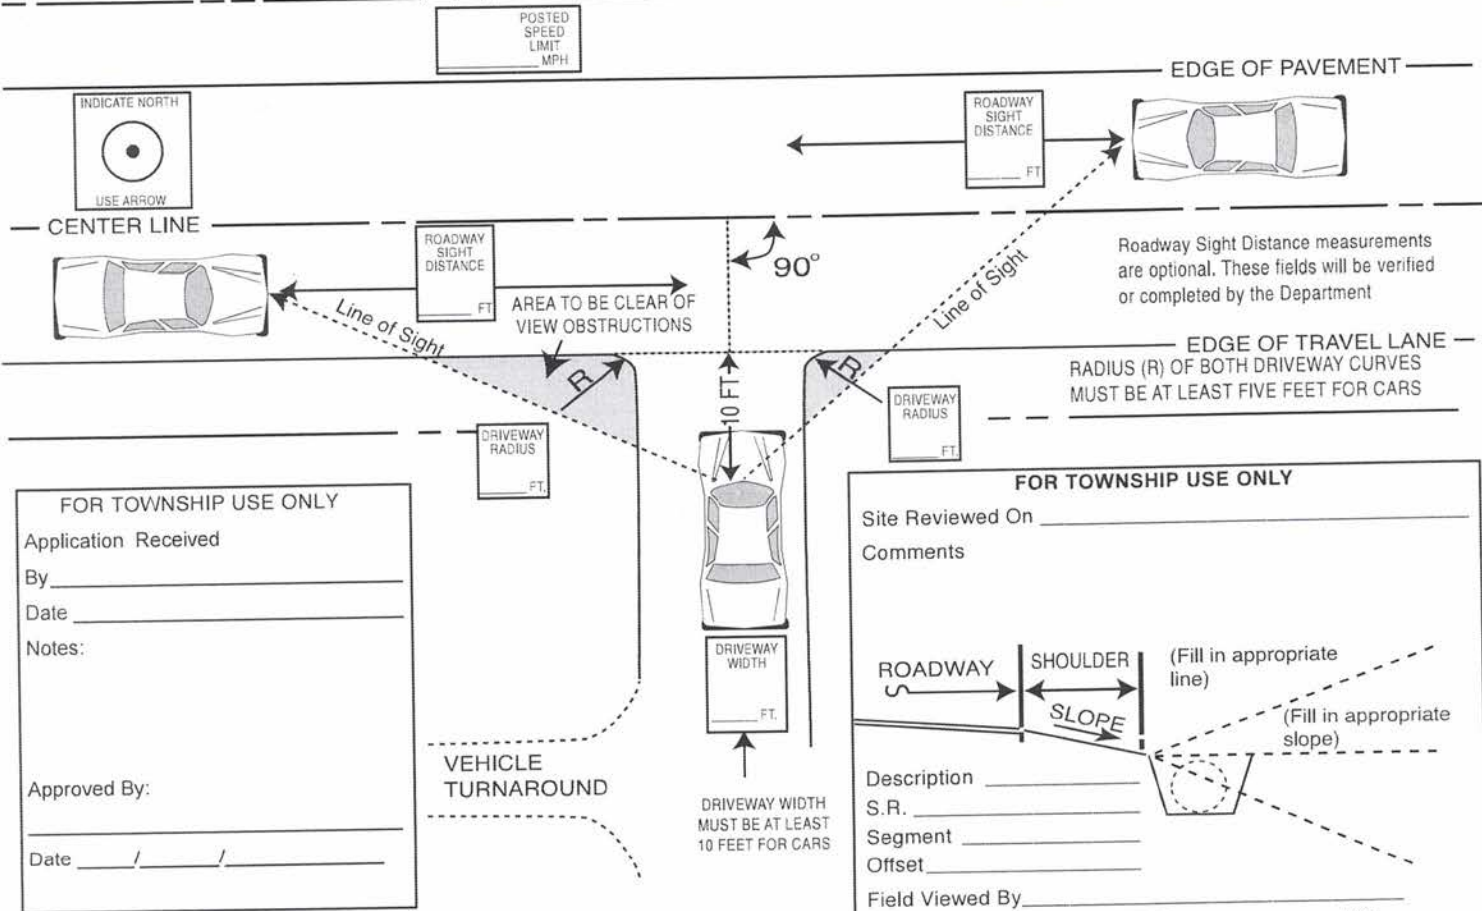 POSTED
SPEED
LIMIT
MPH
EDGE OF PAVEMENT
INDICATE NORTH
USE ARROW
ROADWAY
SIGHT
DISTANCE
FT
CENTER LINE
ROADWAY
SIGHT
DISTANCE
FT
90°
Line of Sight
Line of Sight
AREA TO BE CLEAR OF
VIEW OBSTRUCTIONS
Roadway Sight Distance measurements
are optional. These fields will be verified
or completed by the Department
EDGE OF TRAVEL LANE
RADIUS (R) OF BOTH DRIVEWAY CURVES
MUST BE AT LEAST FIVE FEET FOR CARS
R
10 FT
R
DRIVEWAY
RADIUS
FT.
DRIVEWAY
RADIUS
FT.
FOR TOWNSHIP USE ONLY
Application Received
By
Date
Notes:
Approved By:
Date / /
VEHICLE
TURNAROUND
DRIVEWAY
WIDTH
FT.
DRIVEWAY WIDTH
MUST BE AT LEAST
10 FEET FOR CARS
FOR TOWNSHIP USE ONLY
Site Reviewed On
Comments
ROADWAY
SHOULDER
SLOPE
(Fill in appropriate
line)
(Fill in appropriate
slope)
Description
S.R.
Segment
Offset
Field Viewed By